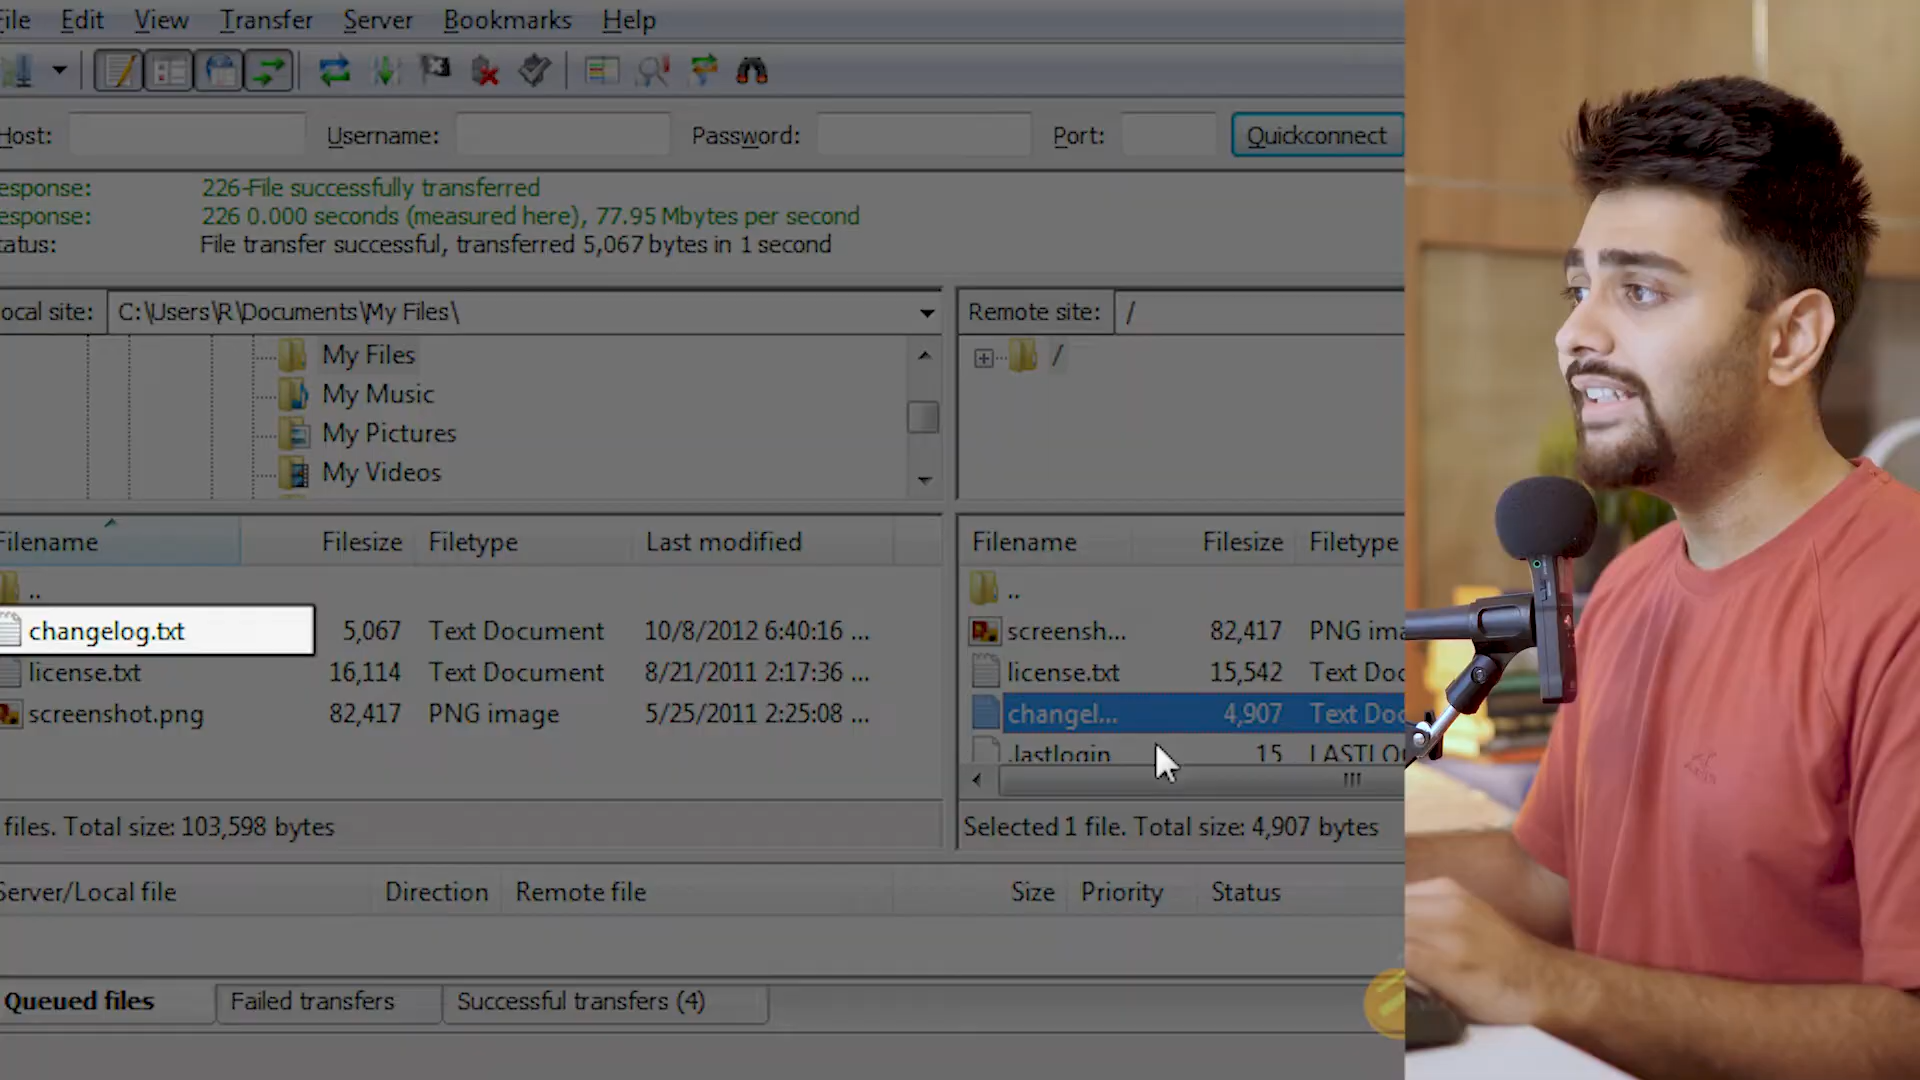 File Edit View Transfer Server Bookmarks Help
Host: Username: Password: Port: Quickconnect
esponse: 226-File successfully transferred
esponse: 226 0.000 seconds (measured here), 77.95 Mbytes per second
tatus: File transfer successful, transferred 5,067 bytes in 1 second
ocal site: C:\Users\R\Documents\My Files\
Remote site: /
My Files
My Music
My Pictures
My Videos
/
Filename Filesize Filetype Last modified
..
changelog.txt 5,067 Text Document 10/8/2012 6:40:16 ...
license.txt 16,114 Text Document 8/21/2011 2:17:36 ...
screenshot.png 82,417 PNG image 5/25/2011 2:25:08 ...
files. Total size: 103,598 bytes
Filename Filesize Filetype
..
screensh... 82,417 PNG ima
license.txt 15,542 Text Doc
changel... 4,907 Text Doc
.lastlogin 15 LASTLO
Selected 1 file. Total size: 4,907 bytes
Server/Local file Direction Remote file Size Priority Status
Queued files Failed transfers Successful transfers (4)